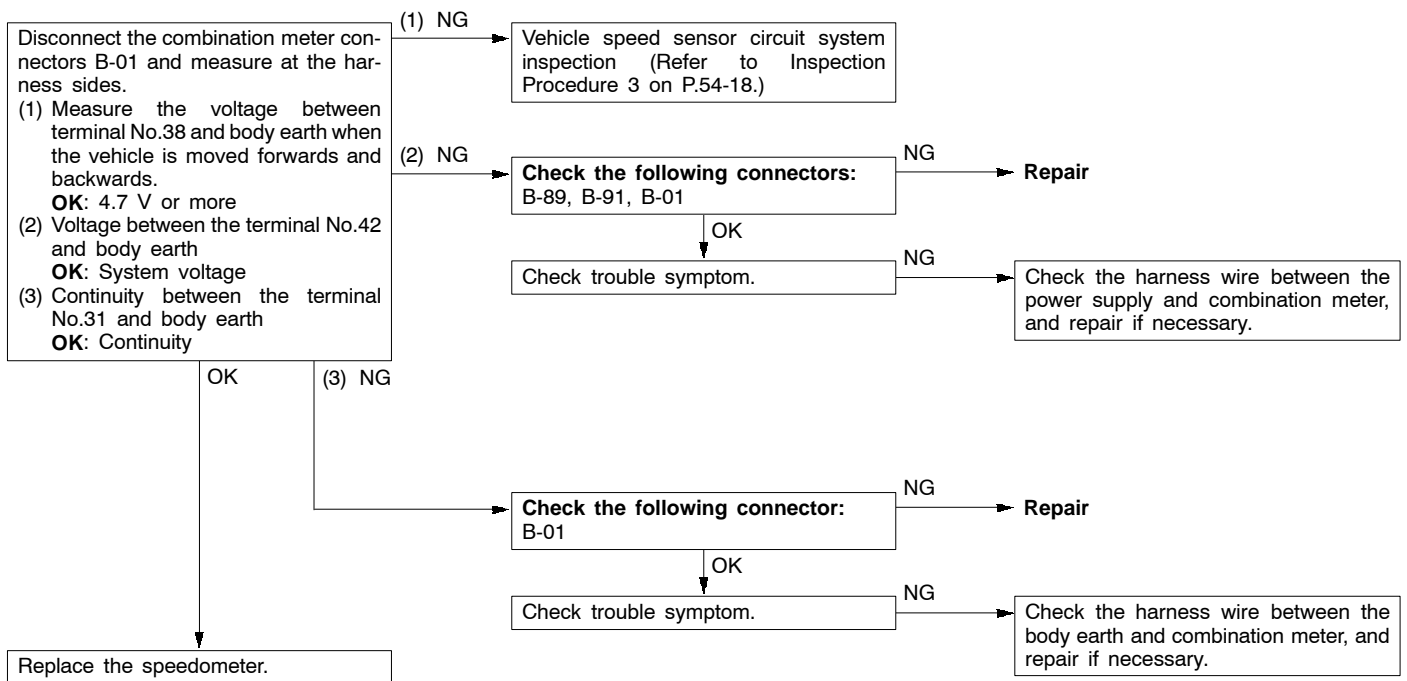 Disconnect the combination meter con-
nectors B-01 and measure at the har-
ness sides.
(1) Measure the voltage between
terminal No.38 and body earth when
the vehicle is moved forwards and
backwards.
OK: 4.7 V or more
(2) Voltage between the terminal No.42
and body earth
OK: System voltage
(3) Continuity between the terminal
No.31 and body earth
OK: Continuity
(1) NG
Vehicle speed sensor circuit system
inspection (Refer to Inspection
Procedure 3 on P.54-18.)
(2) NG
Check the following connectors:
B-89, B-91, B-01
NG
Repair
OK
Check trouble symptom.
NG
Check the harness wire between the
power supply and combination meter,
and repair if necessary.
OK
(3) NG
Check the following connector:
B-01
NG
Repair
OK
Check trouble symptom.
NG
Check the harness wire between the
body earth and combination meter, and
repair if necessary.
Replace the speedometer.